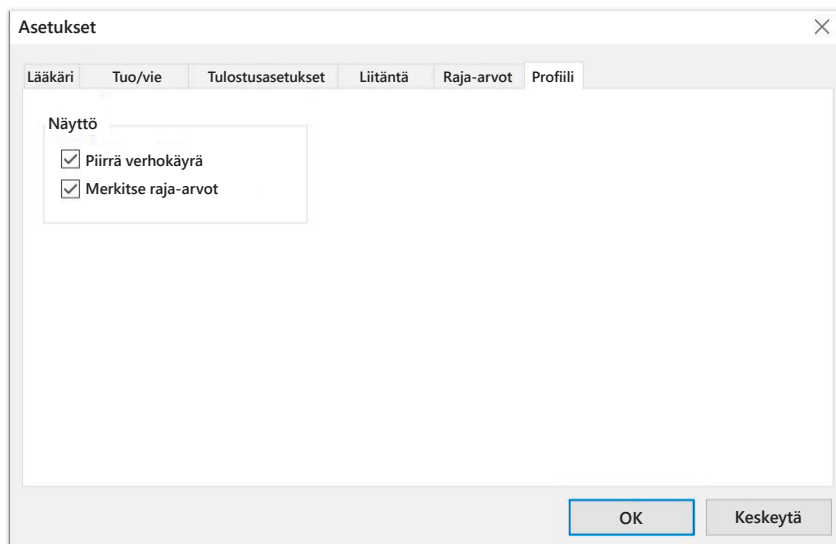 Asetukset
Lääkäri Tuo/vie Tulostusasetukset Liitäntä Raja-arvot Profiili
Näyttö
Piirrä verhokäyrä
Merkitse raja-arvot
OK Keskeytä